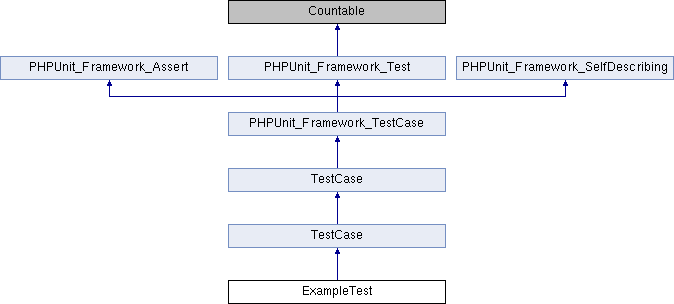 Countable
PHPUnit_Framework_Assert
PHPUnit_Framework_Test
PHPUnit_Framework_SelfDescribing
PHPUnit_Framework_TestCase
TestCase
TestCase
ExampleTest